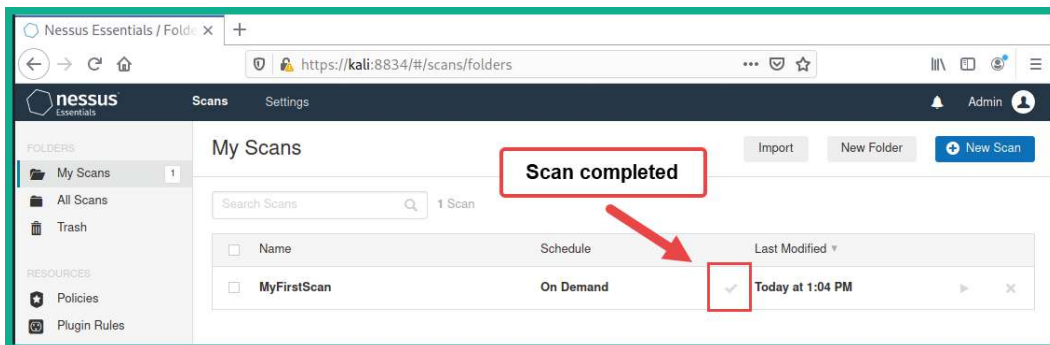 Nessus Essentials / Folde
https://kali:8834/#/scans/folders
nessus
Essentials
Scans Settings
Admin
FOLDERS
My Scans 1
All Scans
Trash
RESOURCES
Policies
Plugin Rules
My Scans
Import New Folder New Scan
Scan completed
Search Scans 1 Scan
Name Schedule Last Modified
MyFirstScan On Demand Today at 1:04 PM